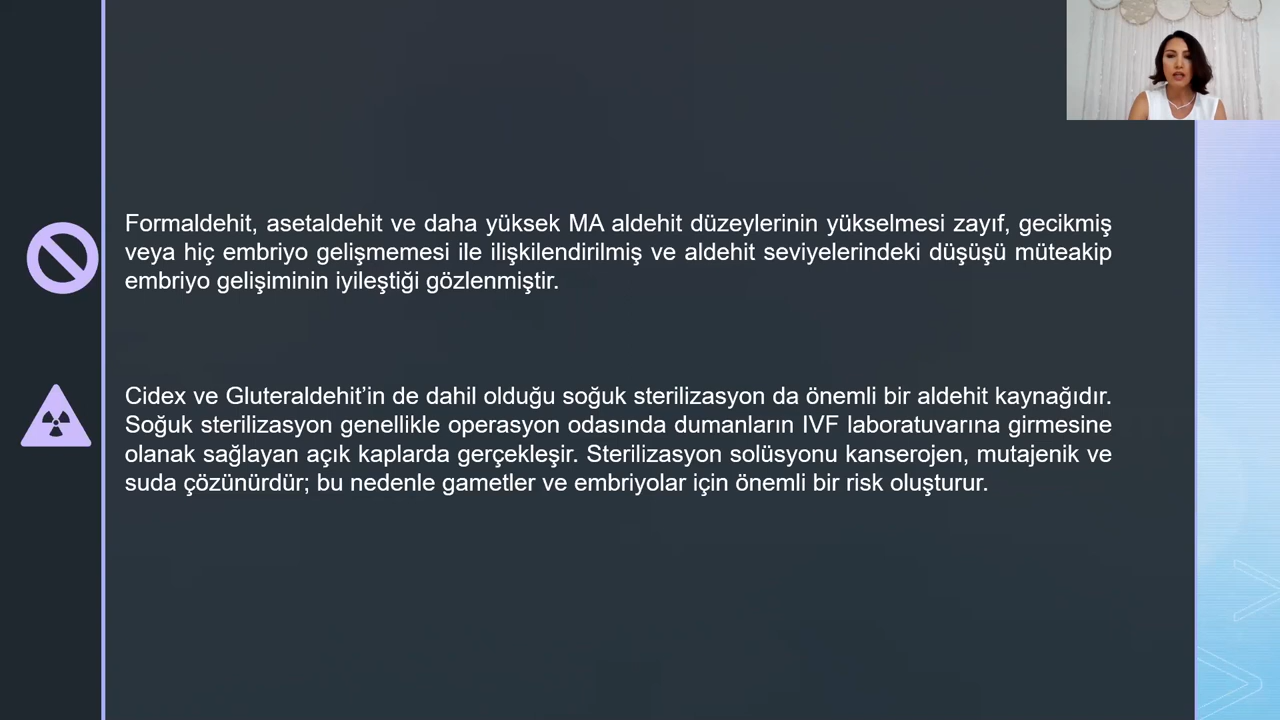 Formaldehit, asetaldehit ve daha yüksek MA aldehit düzeylerinin yükselmesi zayıf, gecikmiş
veya hiç embriyo gelişmemesi ile ilişkilendirilmiş ve aldehit seviyelerindeki düşüşü müteakip
embriyo gelişiminin iyileştiği gözlenmiştir.
Cidex ve Gluteraldehit’in de dahil olduğu soğuk sterilizasyon da önemli bir aldehit kaynağıdır.
Soğuk sterilizasyon genellikle operasyon odasında dumanların IVF laboratuvarına girmesine
olanak sağlayan açık kaplarda gerçekleşir. Sterilizasyon solüsyonu kanserojen, mutajenik ve
suda çözünürdür; bu nedenle gametler ve embriyolar için önemli bir risk oluşturur.